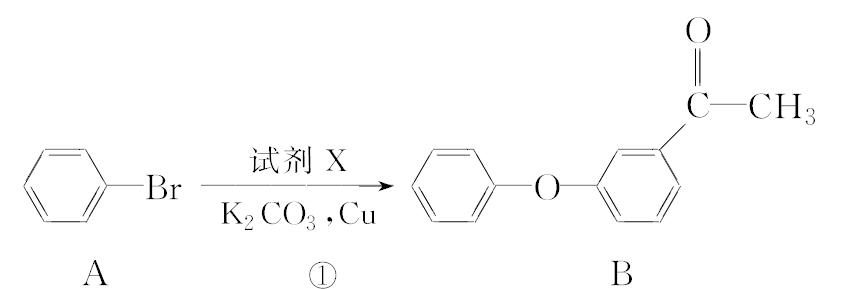 O
C—CH₃
Br
试剂 X
K₂CO₃,Cu
O
A
①
B